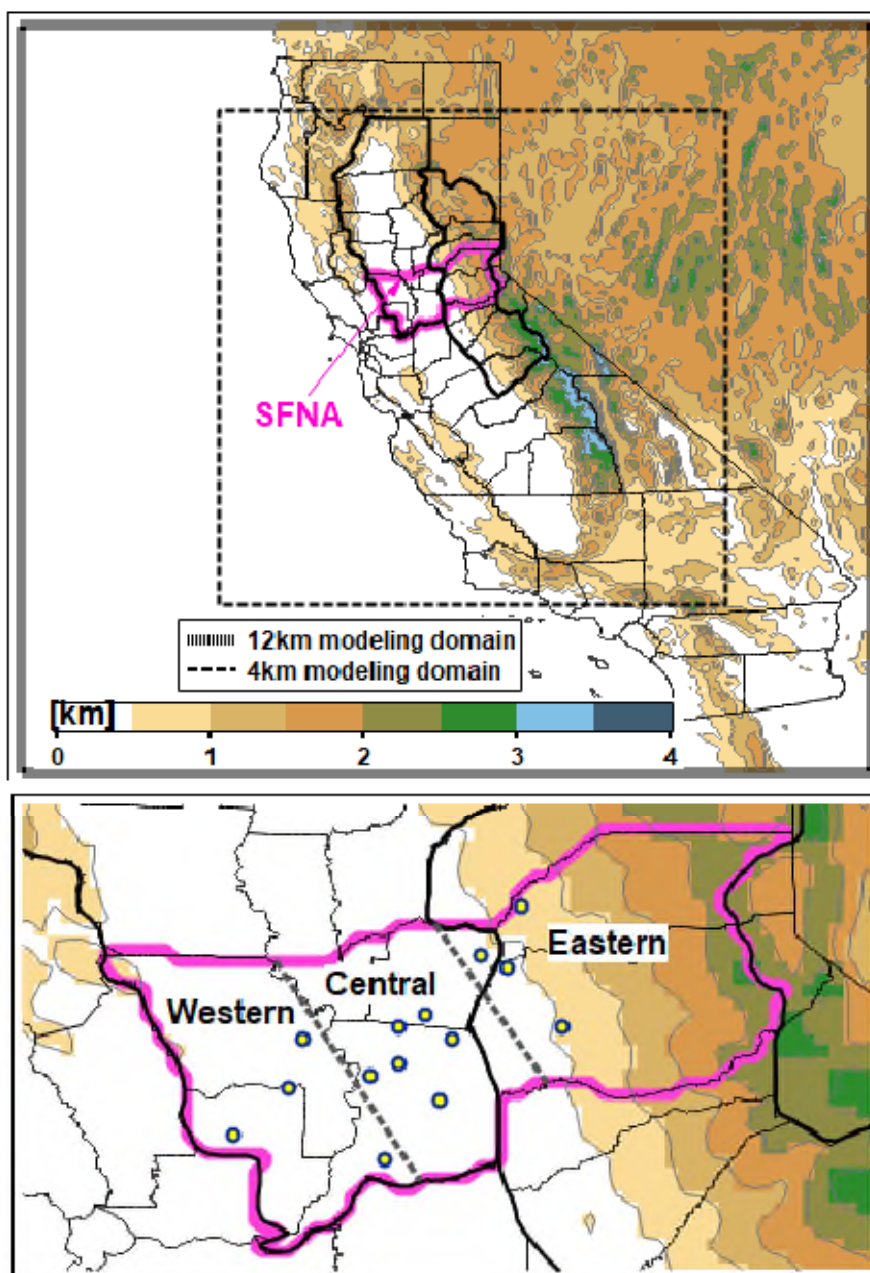 SFNA
12km modeling domain
4km modeling domain
[km]
0 1 2 3 4
Eastern
Central
Western